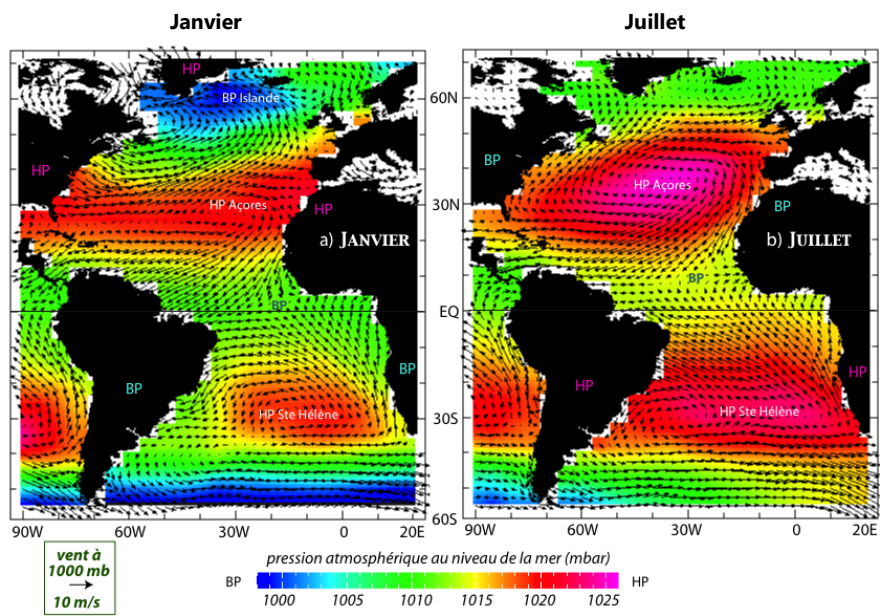 Janvier
Juillet
HP
BP Islande
HP
HP Açores
HP
a) JANVIER
BP
BP
BP
HP Ste Hélène
60N
30N
EQ
30S
60S
BP
HP Açores
BP
b) JUILLET
BP
HP
HP
HP Ste Hélène
90W 60W 30W 0 20E
90W 60W 30W 0 20E
vent à
1000 mb
10 m/s
pression atmosphérique au niveau de la mer (mbar)
BP HP
1000 1005 1010 1015 1020 1025